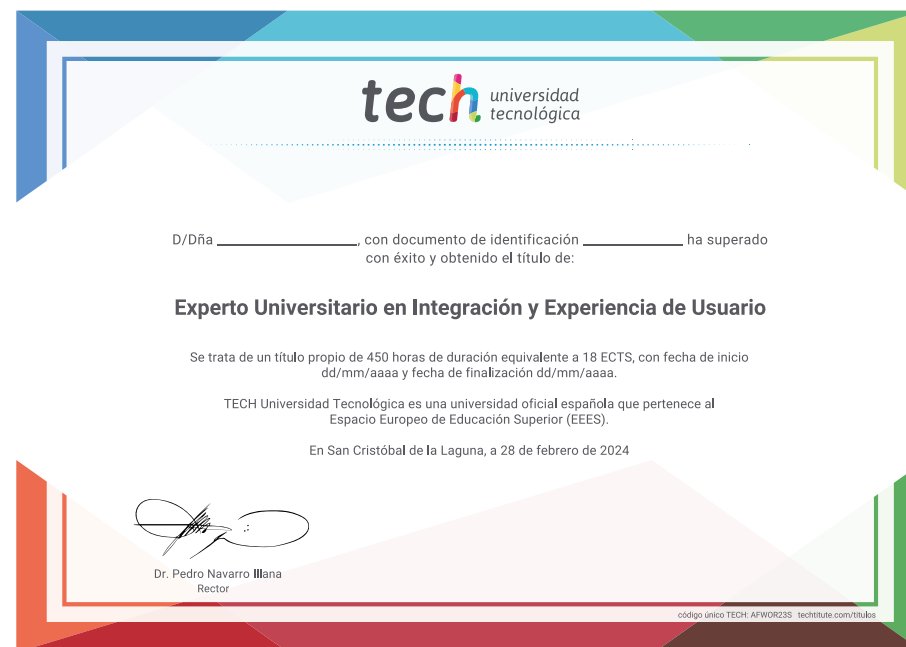 tech universidad
tecnológica
D/Dña ____________, con documento de identificación ____________ ha superado
con éxito y obtenido el título de:
Experto Universitario en Integración y Experiencia de Usuario
Se trata de un título propio de 450 horas de duración equivalente a 18 ECTS, con fecha de inicio
dd/mm/aaaa y fecha de finalización dd/mm/aaaa.
TECH Universidad Tecnológica es una universidad oficial española que pertenece al
Espacio Europeo de Educación Superior (EEES).
En San Cristóbal de la Laguna, a 28 de febrero de 2024
Dr. Pedro Navarro Illana
Rector
código único TECH: AFWOR23S techtitute.com/titulos